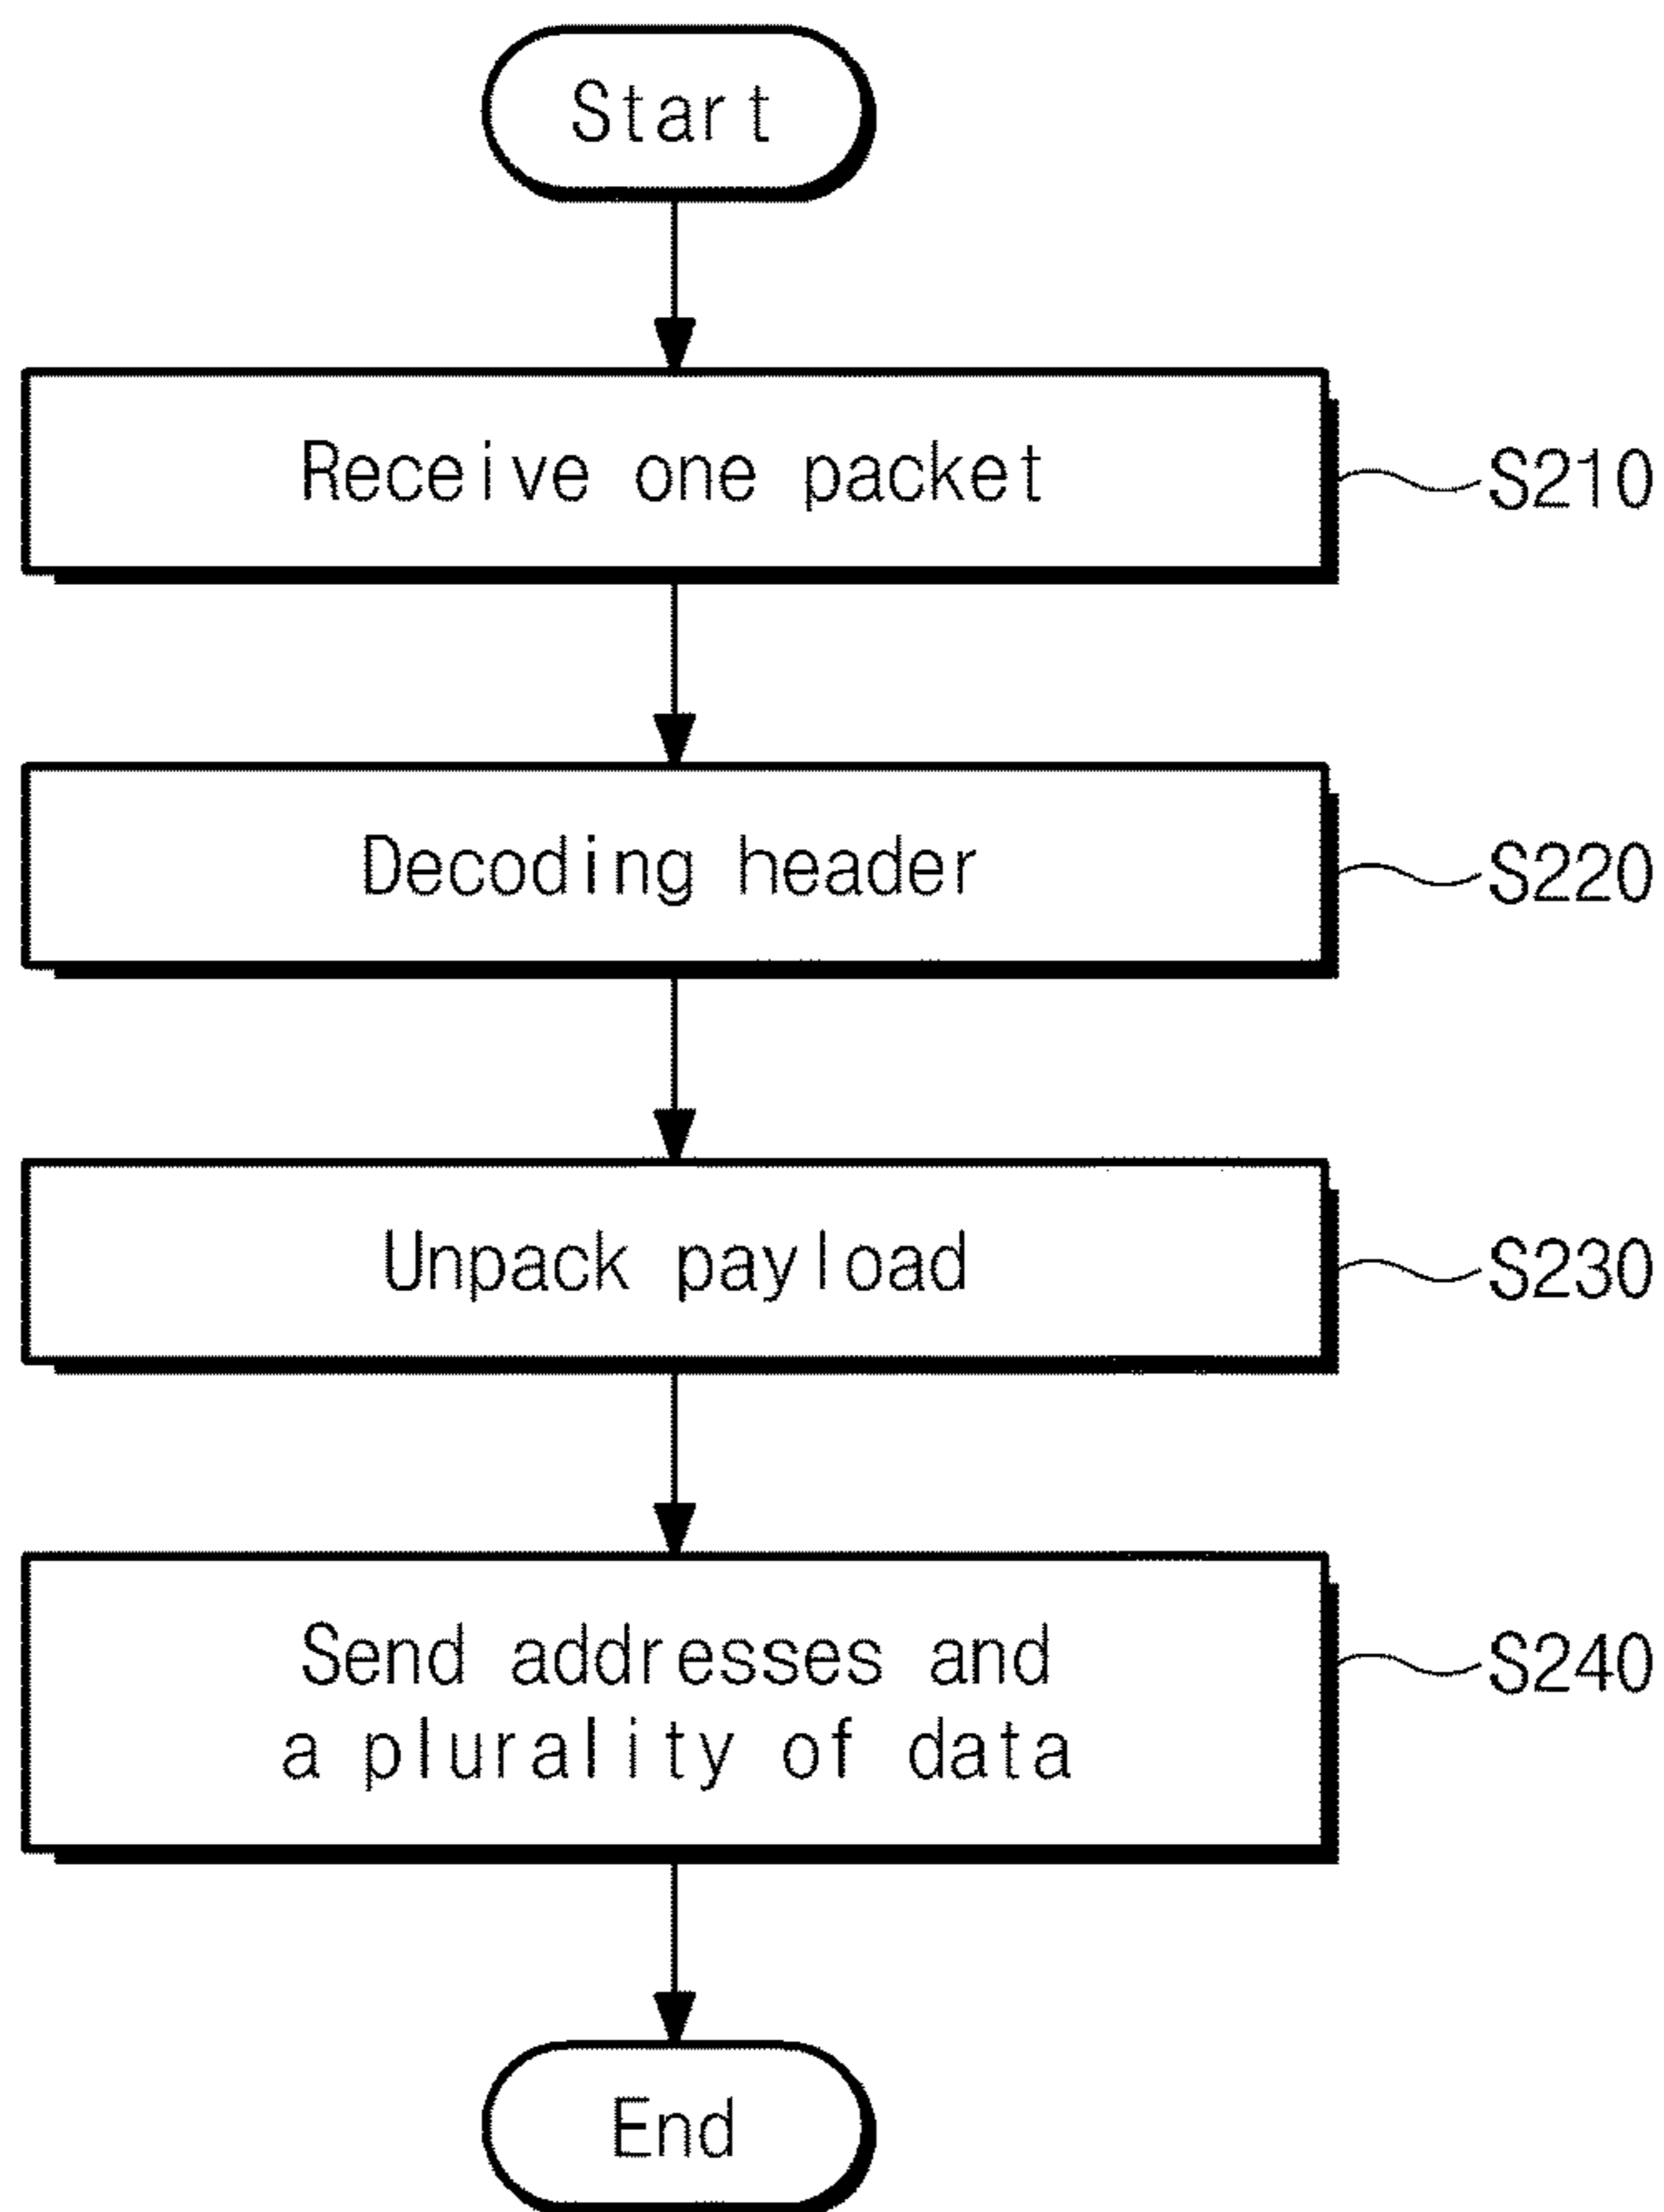 Start
Receive one packet
S210
Decoding header
S220
Unpack payload
S230
Send addresses and
a plurality of data
S240
End